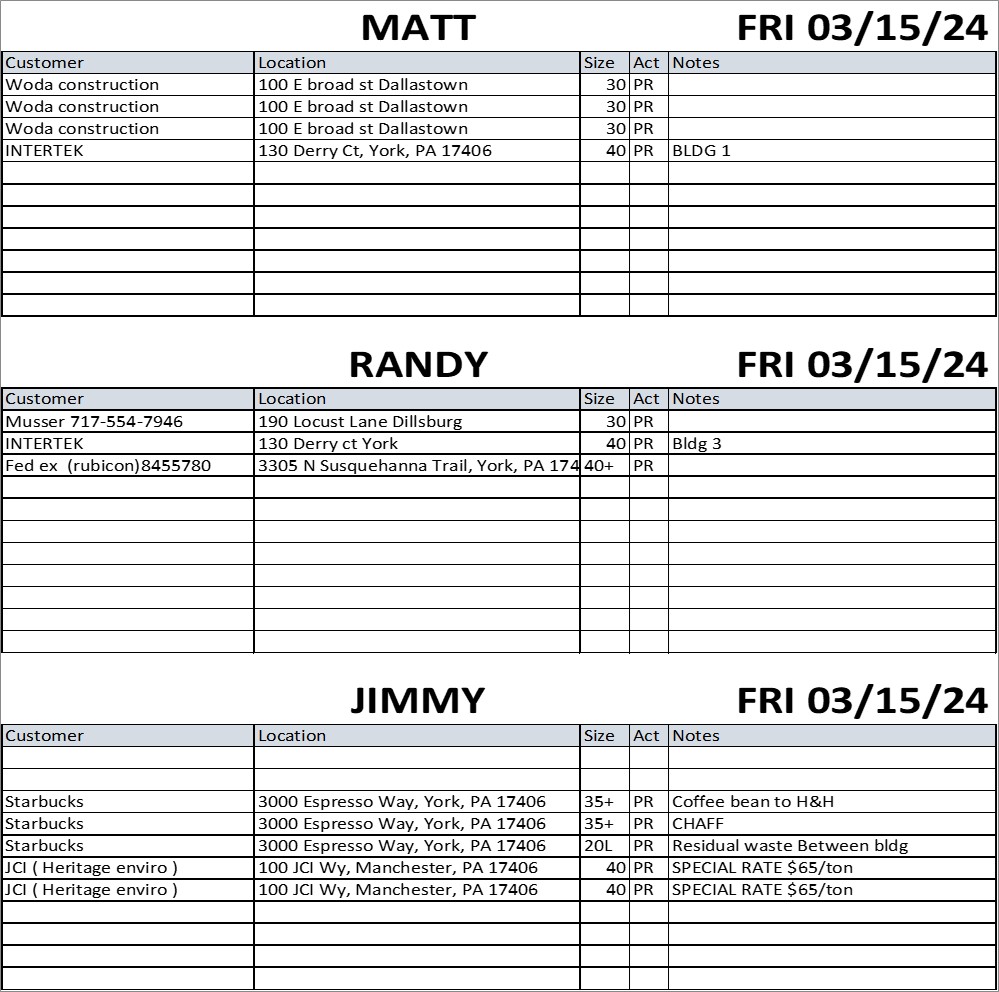 MATT FRI 03/15/24
Customer Location Size Act Notes
Woda construction 100 E broad st Dallastown 30 PR
Woda construction 100 E broad st Dallastown 30 PR
Woda construction 100 E broad st Dallastown 30 PR
INTERTEK 130 Derry Ct, York, PA 17406 40 PR BLDG 1
RANDY FRI 03/15/24
Customer Location Size Act Notes
Musser 717-554-7946 190 Locust Lane Dillsburg 30 PR
INTERTEK 130 Derry ct York 40 PR Bldg 3
Fed ex  (rubicon)8455780 3305 N Susquehanna Trail, York, PA 174 40+ PR
JIMMY FRI 03/15/24
Customer Location Size Act Notes
Starbucks 3000 Espresso Way, York, PA 17406 35+ PR Coffee bean to H&H
Starbucks 3000 Espresso Way, York, PA 17406 35+ PR CHAFF
Starbucks 3000 Espresso Way, York, PA 17406 20L PR Residual waste Between bldg
JCI ( Heritage enviro ) 100 JCI Wy, Manchester, PA 17406 40 PR SPECIAL RATE $65/ton
JCI ( Heritage enviro ) 100 JCI Wy, Manchester, PA 17406 40 PR SPECIAL RATE $65/ton